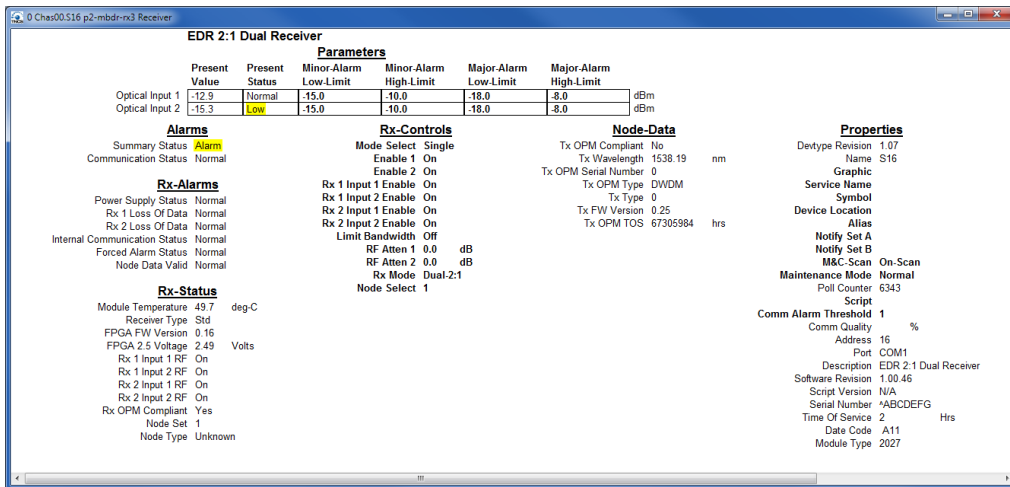 0 Chas00.S16 p2-mbdr-rx3 Receiver
EDR 2:1 Dual Receiver
Parameters
Present Present Minor-Alarm Minor-Alarm Major-Alarm Major-Alarm
Value Status Low-Limit High-Limit Low-Limit High-Limit
Optical Input 1 -12.9 Normal -15.0 -10.0 -18.0 -8.0 dBm
Optical Input 2 -15.3 Low -15.0 -10.0 -18.0 -8.0 dBm
Alarms
Summary Status Alarm
Communication Status Normal
Rx-Alarms
Power Supply Status Normal
Rx 1 Loss Of Data Normal
Rx 2 Loss Of Data Normal
Internal Communication Status Normal
Forced Alarm Status Normal
Node Data Valid Normal
Rx-Status
Module Temperature 49.7 deg-C
Receiver Type Std
FPGA FW Version 0.16
FPGA 2.5 Voltage 2.49 Volts
Rx 1 Input 1 RF On
Rx 1 Input 2 RF On
Rx 2 Input 1 RF On
Rx 2 Input 2 RF On
Rx OPM Compliant Yes
Node Set 1
Node Type Unknown
Rx-Controls
Mode Select Single
Enable 1 On
Enable 2 On
Rx 1 Input 1 Enable On
Rx 1 Input 2 Enable On
Rx 2 Input 1 Enable On
Rx 2 Input 2 Enable On
Limit Bandwidth Off
RF Atten 1 0.0 dB
RF Atten 2 0.0 dB
Rx Mode Dual-2:1
Node Select 1
Node-Data
Tx OPM Compliant No
Tx Wavelength 1538.19 nm
Tx OPM Serial Number 0
Tx OPM Type DWDM
Tx Type 0
Tx FW Version 0.25
Tx OPM TOS 67305984 hrs
Properties
Devtype Revision 1.07
Name S16
Graphic
Service Name
Symbol
Device Location
Alias
Notify Set A
Notify Set B
M&C-Scan On-Scan
Maintenance Mode Normal
Poll Counter 6343
Script
Comm Alarm Threshold 1
Comm Quality %
Address 16
Port COM1
Description EDR 2:1 Dual Receiver
Software Revision 1.00.46
Script Version N/A
Serial Number ^ABCDEFG
Time Of Service 2 Hrs
Date Code A11
Module Type 2027